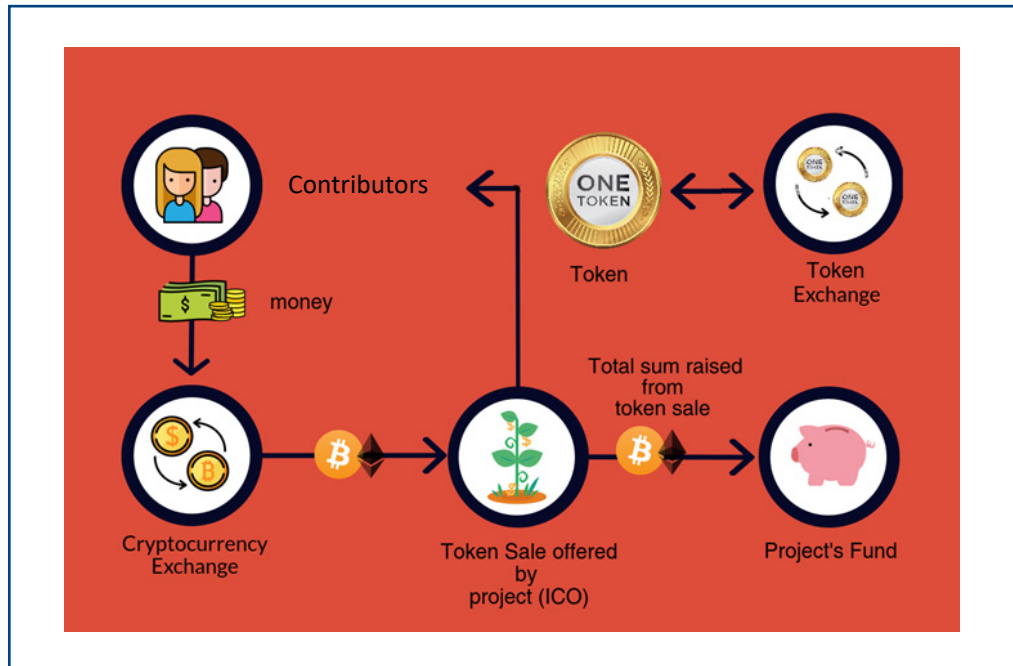 Contributors
ONE
TOKEN
Token
ONE
TOKEN
ONE
TOKEN
Token
Exchange
$
money
Total sum raised
from
token sale
$
B
Cryptocurrency
Exchange
B
Token Sale offered
by
project (ICO)
B
Project's Fund